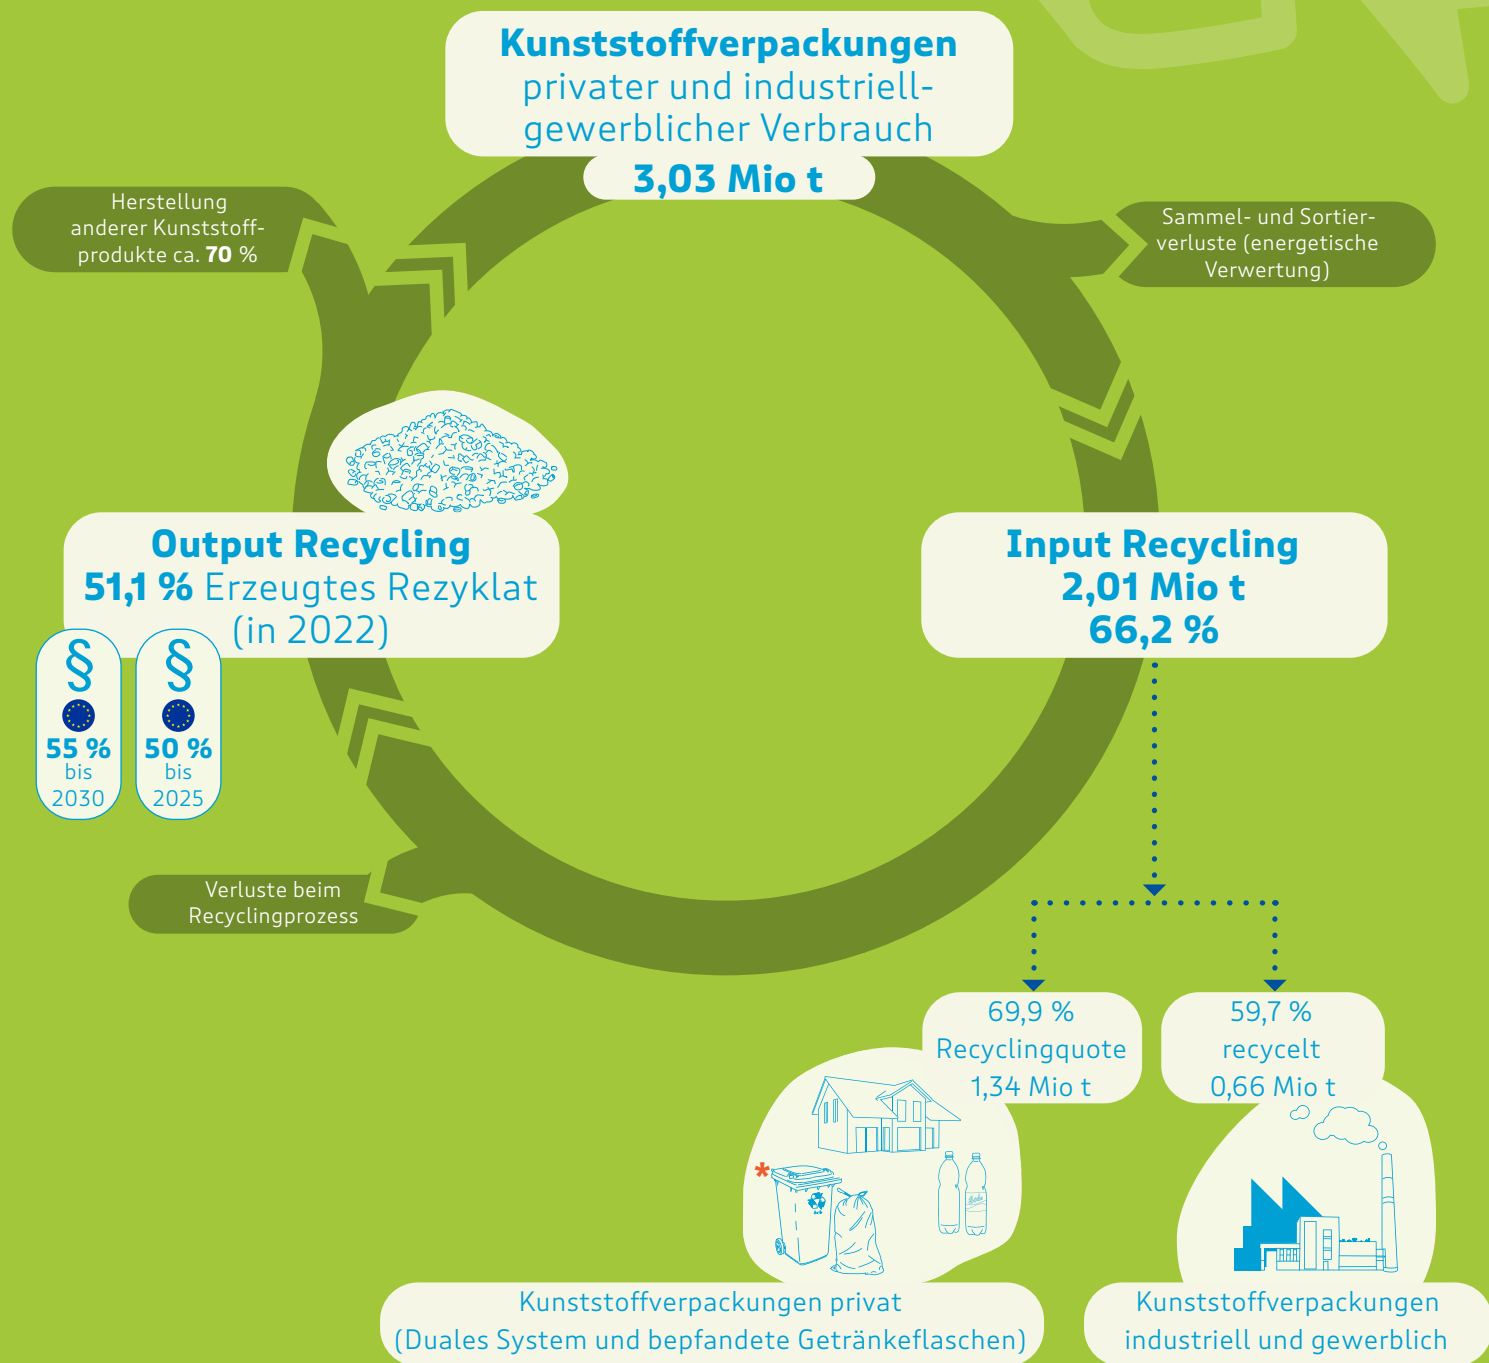 Kunststoffverpackungen
privater und industriell-
gewerblicher Verbrauch
3,03 Mio t
Herstellung
anderer Kunststoff-
produkte ca. 70 %
Sammel- und Sortier-
verluste (energetische
Verwertung)
Output Recycling
51,1 % Erzeugtes Rezyklat
(in 2022)
Input Recycling
2,01 Mio t
66,2 %
§
55 %
bis
2030
§
50 %
bis
2025
Verluste beim
Recyclingprozess
69,9 %
Recyclingquote
1,34 Mio t
59,7 %
recycelt
0,66 Mio t
*
Kunststoffverpackungen privat
(Duales System und bepfandete Getränkeflaschen)
Kunststoffverpackungen
industriell und gewerblich